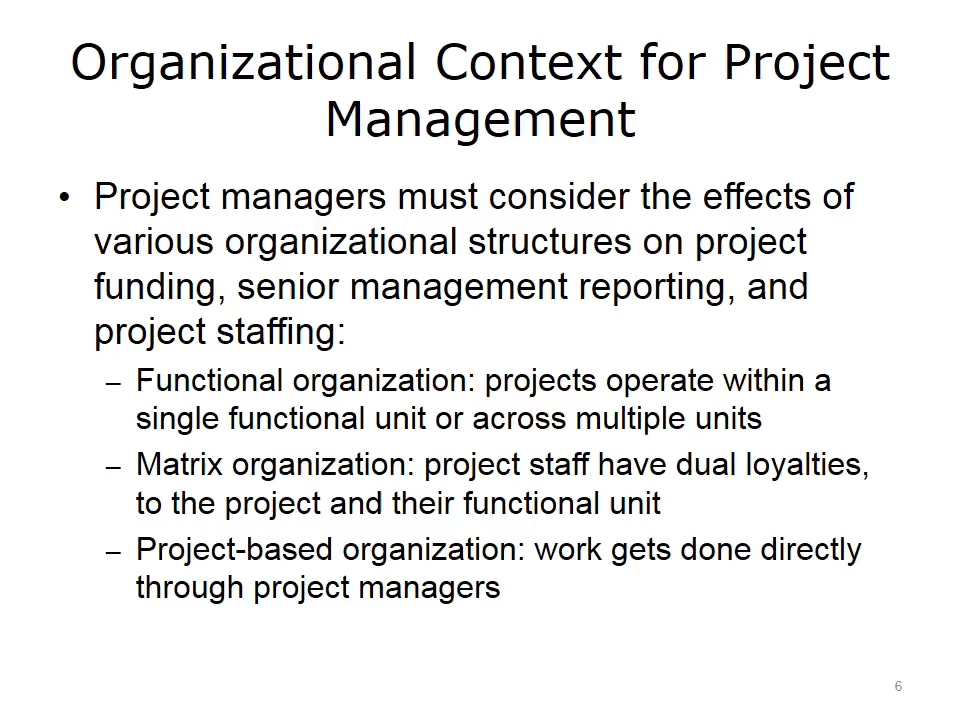 Organizational Context for Project
Management
• Project managers must consider the effects of
various organizational structures on project
funding, senior management reporting, and
project staffing:
– Functional organization: projects operate within a
single functional unit or across multiple units
– Matrix organization: project staff have dual loyalties,
to the project and their functional unit
– Project-based organization: work gets done directly
through project managers
6